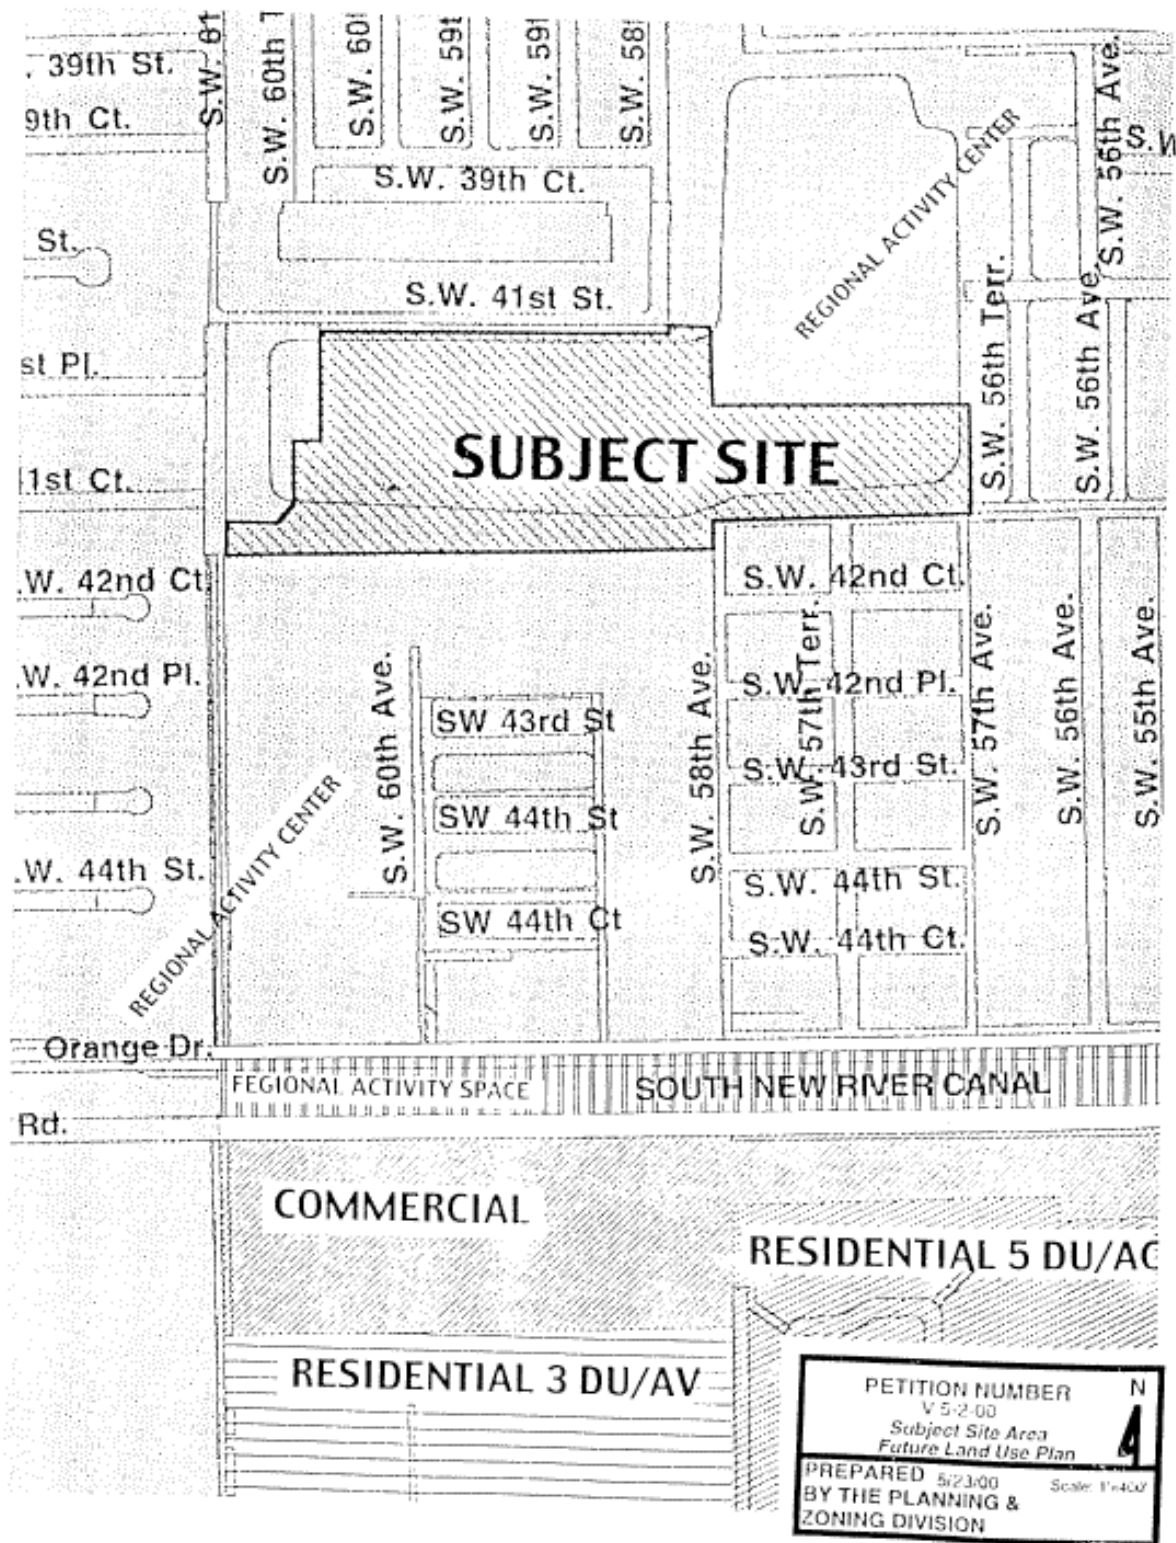 . 39th St.
9th Ct.
St.
st Pl.
1st Ct.
.W. 42nd Ct.
.W. 42nd Pl.
.W. 44th St.
S.W. 61
S.W. 60th T
S.W. 60
S.W. 59t
S.W. 59
S.W. 58
S.W. 39th Ct.
S.W. 41st St.
REGIONAL ACTIVITY CENTER
S.W. 56th Ave.
S.W
S.W. 56th Terr.
S.W. 56th Ave.
SUBJECT SITE
S.W. 42nd Ct.
S.W. 42nd Pl.
S.W. 43rd St.
S.W. 44th St.
S.W. 44th Ct.
S.W. 57th Terr.
S.W. 58th Ave.
S.W. 57th Ave.
S.W. 56th Ave.
S.W. 55th Ave.
S.W. 60th Ave.
SW 43rd St
SW 44th St
SW 44th Ct
REGIONAL ACTIVITY CENTER
Orange Dr.
FEGIONAL ACTIVITY SPACE
SOUTH NEW RIVER CANAL
Rd.
COMMERCIAL
RESIDENTIAL 5 DU/AC
RESIDENTIAL 3 DU/AV
PETITION NUMBER
V 5-2-00
Subject Site Area
Future Land Use Plan
N
PREPARED 5/23/00
Scale: 1"=400'
BY THE PLANNING &
ZONING DIVISION